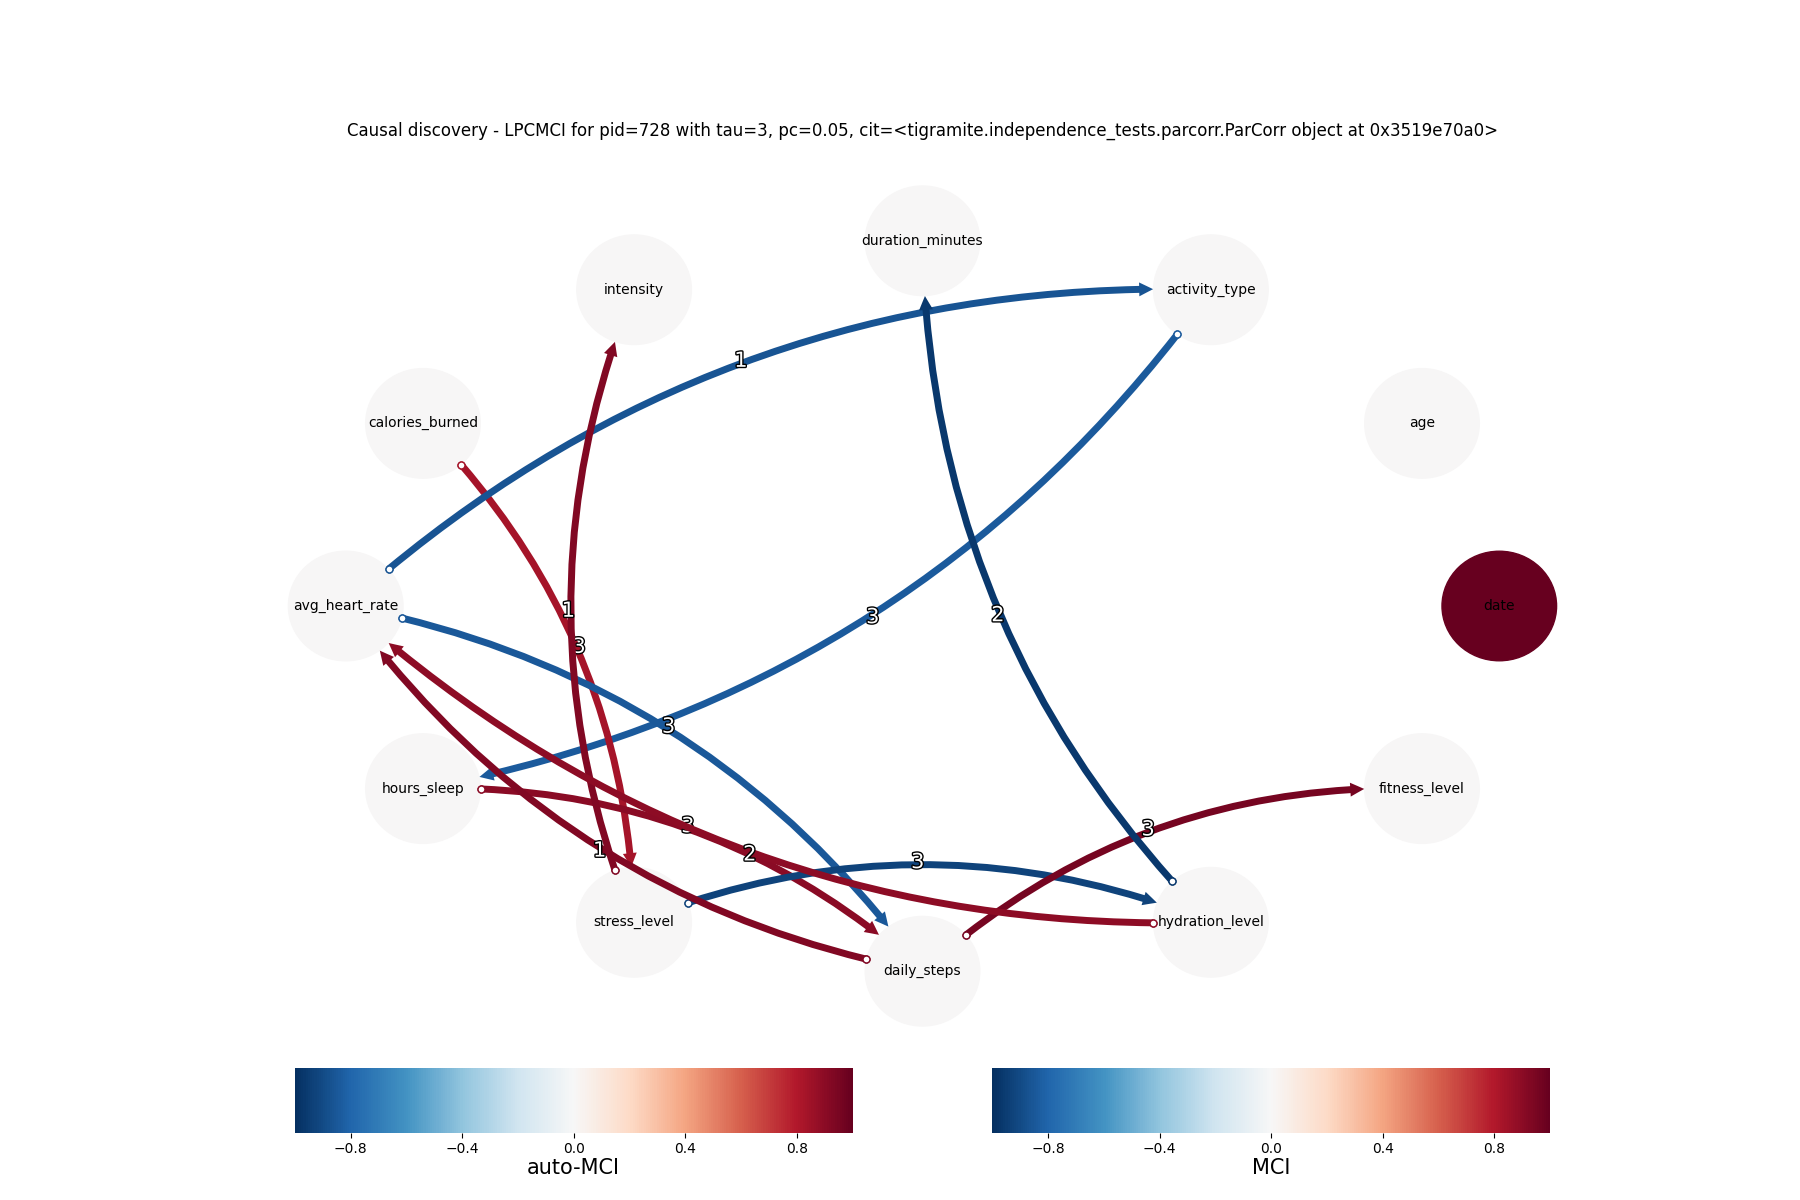 Causal discovery - LPCMCI for pid=728 with tau=3, pc=0.05, cit=<tigramite.independence_tests.parcorr.ParCorr object at 0x3519e70a0>
duration_minutes
intensity
activity_type
1
calories_burned
age
avg_heart_rate
1
3
3
2
date
3
hours_sleep
fitness_level
3
3
1
2
3
stress_level
hydration_level
daily_steps
−0.8
−0.4
0.0
0.4
0.8
auto-MCI
−0.8
−0.4
0.0
0.4
0.8
MCI